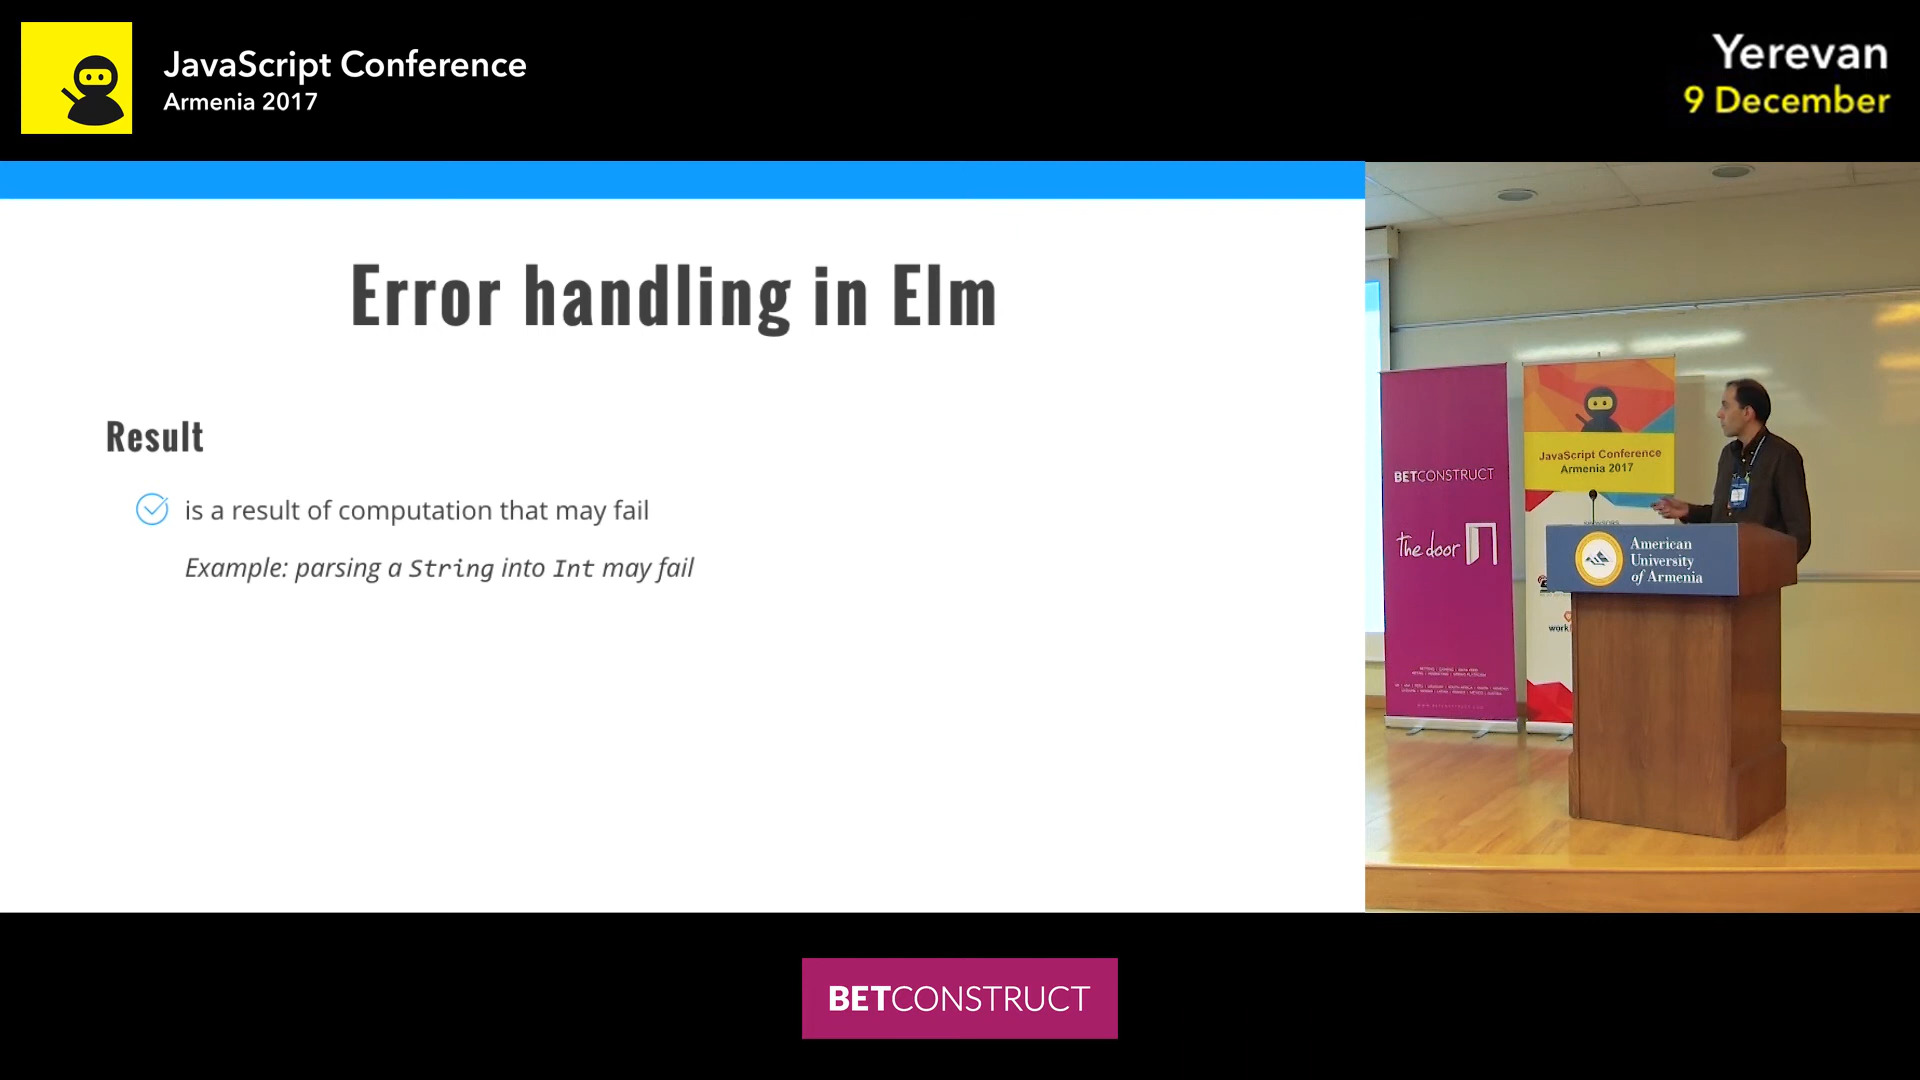 JavaScript Conference
Armenia 2017
Yerevan
9 December
Error handling in Elm
Result
is a result of computation that may fail
Example: parsing a String into Int may fail
BETCONSTRUCT
The door
JavaScript Conference
Armenia 2017
SPONSORS
work
American
University
of Armenia
BETCONSTRUCT